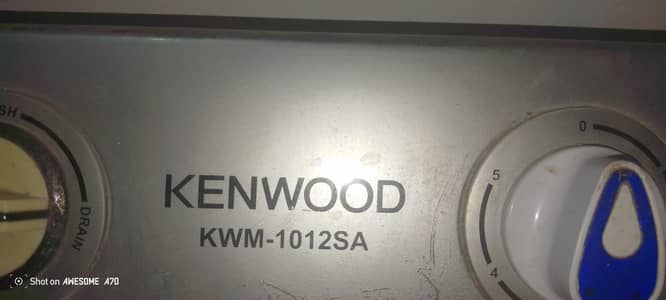 SH
DRAIN
KENWOOD
KWM-1012SA
0
5
4
Shot on AWESOME A70